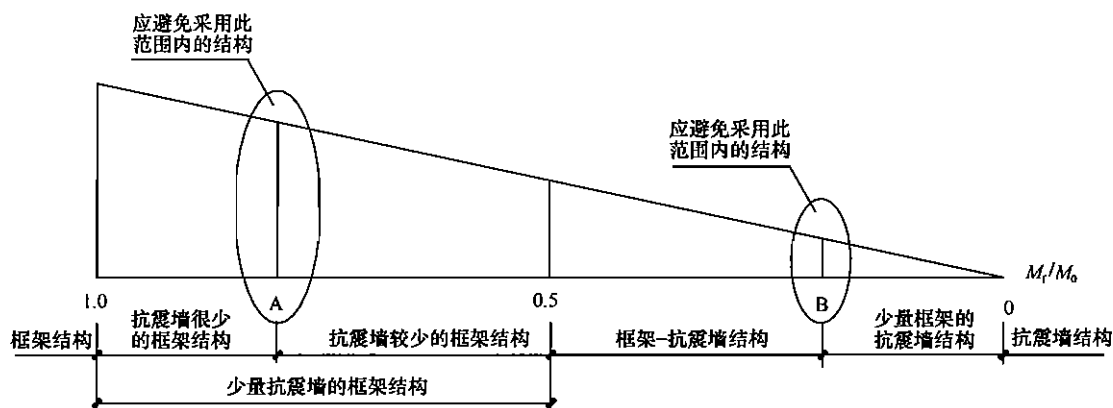 应避免采用此
范围内的结构
应避免采用此
范围内的结构
1.0
A
0.5
B
0
Mf/M0
框架结构
抗震墙很少
的框架结构
抗震墙较少的框架结构
框架-抗震墙结构
少量框架的
抗震墙结构
抗震墙结构
少量抗震墙的框架结构